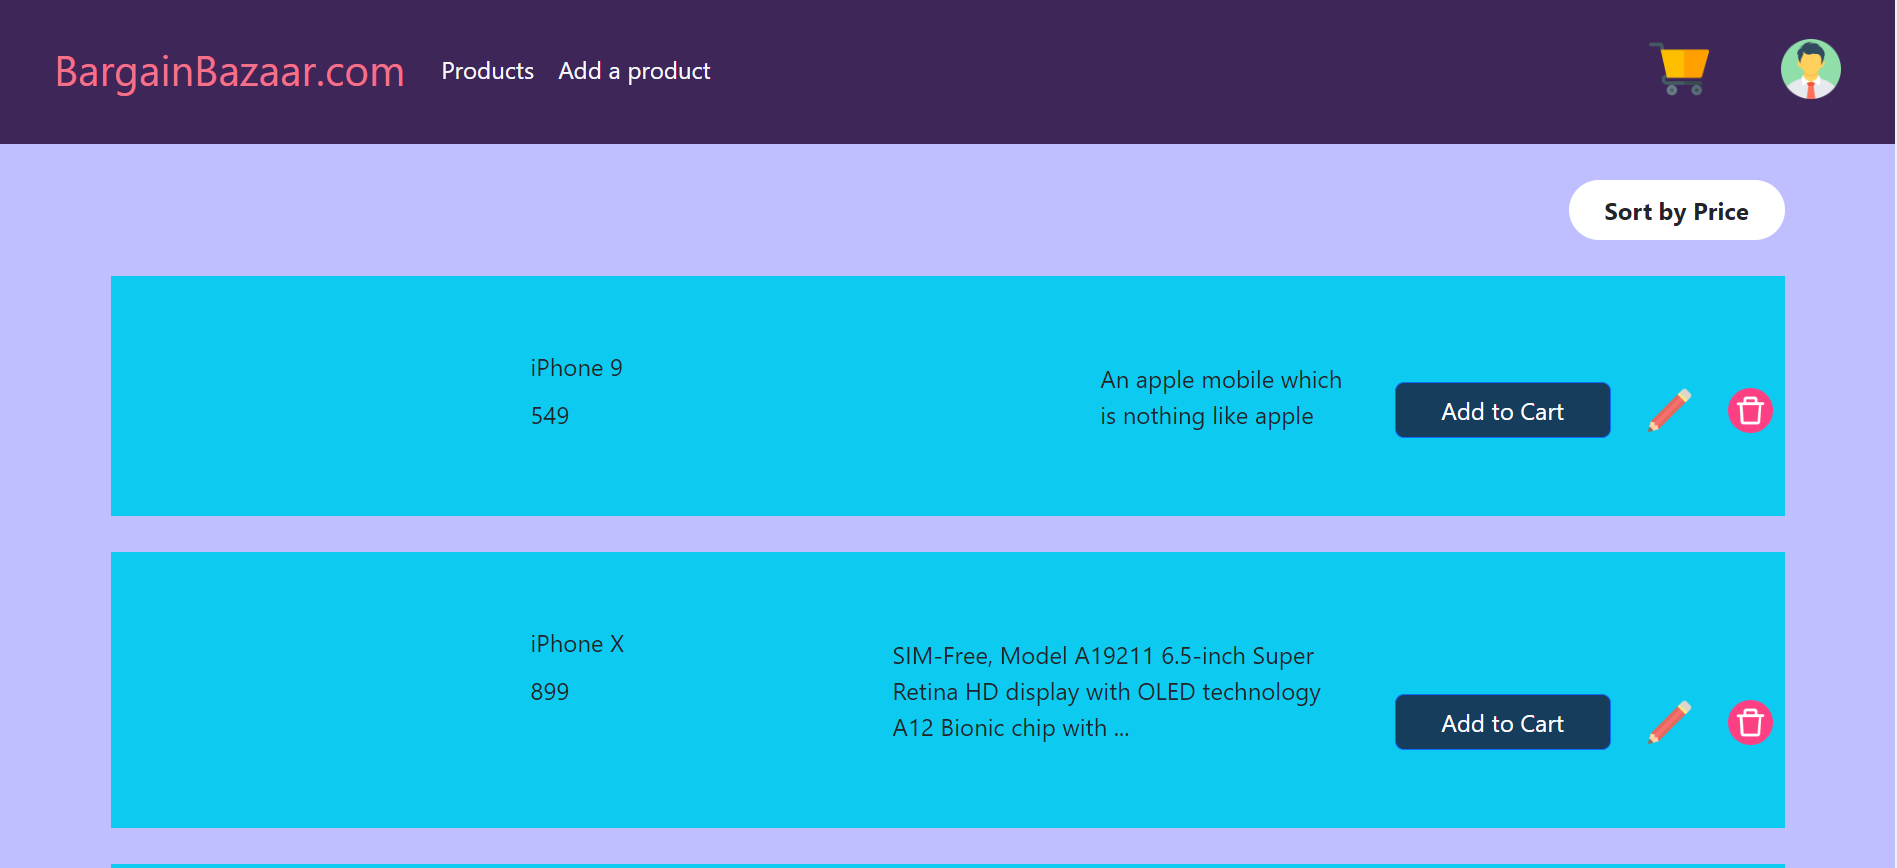 BargainBazaar.com Products Add a product
Sort by Price
iPhone 9
549
An apple mobile which
is nothing like apple
Add to Cart
iPhone X
899
SIM-Free, Model A19211 6.5-inch Super
Retina HD display with OLED technology
A12 Bionic chip with ...
Add to Cart